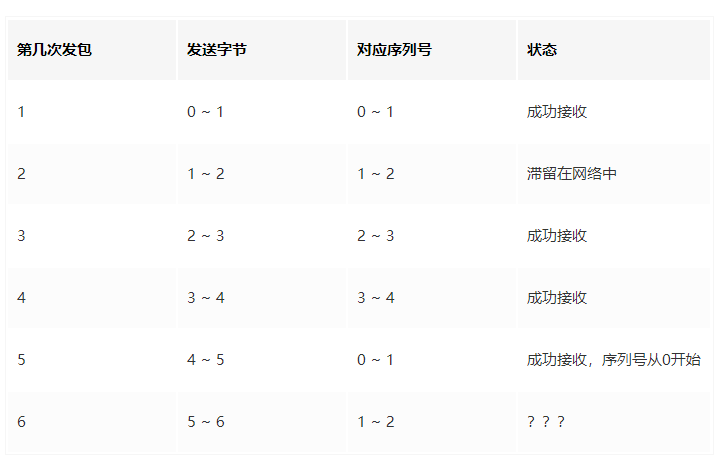 第几次发包 发送字节 对应序列号 状态
1 0 ~ 1 0 ~ 1 成功接收
2 1 ~ 2 1 ~ 2 滞留在网络中
3 2 ~ 3 2 ~ 3 成功接收
4 3 ~ 4 3 ~ 4 成功接收
5 4 ~ 5 0 ~ 1 成功接收，序列号从0开始
6 5 ~ 6 1 ~ 2 ？？？